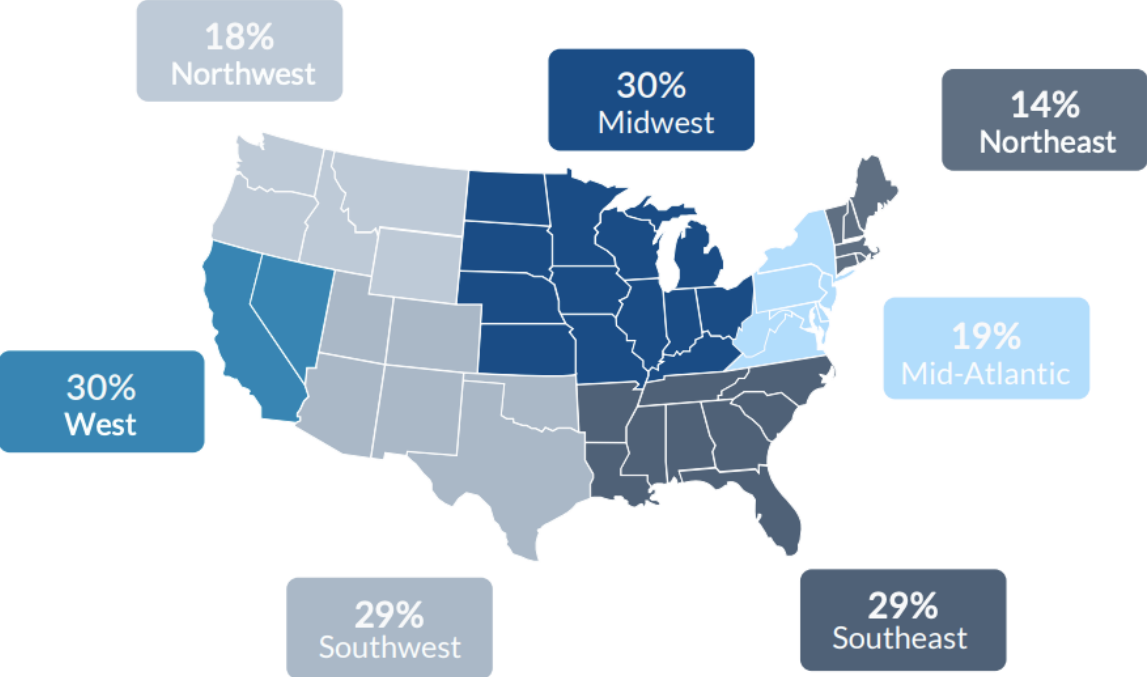 18%
Northwest
30%
Midwest
14%
Northeast
19%
Mid-Atlantic
30%
West
29%
Southwest
29%
Southeast